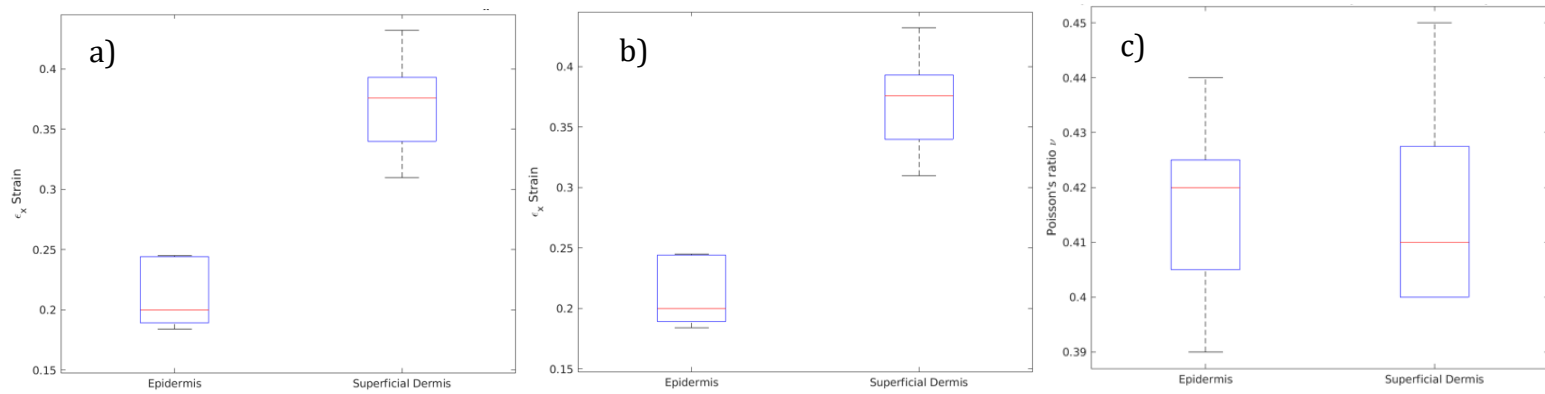 a)
0.4
0.35
0.3
0.25
0.2
0.15
ϵx Strain
Epidermis
Superficial Dermis
b)
0.4
0.35
0.3
0.25
0.2
0.15
ϵx Strain
Epidermis
Superficial Dermis
c)
0.45
0.44
0.43
0.42
0.41
0.4
0.39
Poisson's ratio ν
Epidermis
Superficial Dermis